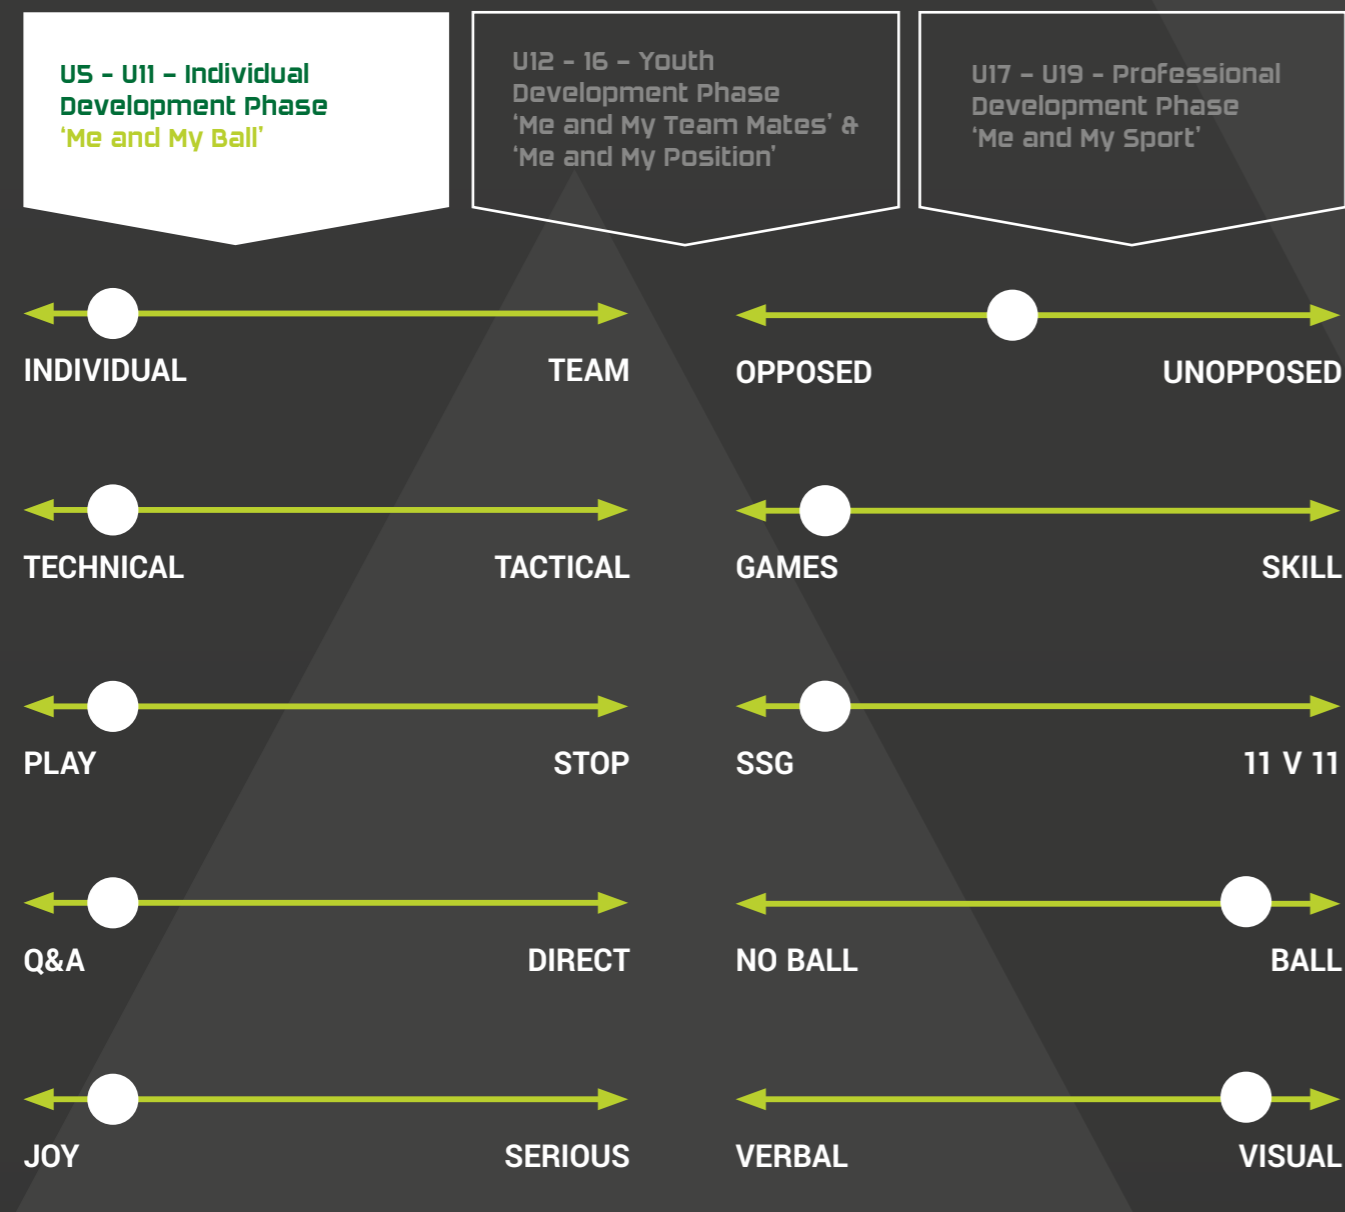 U5 - U11 – Individual
Development Phase
‘Me and My Ball’
U12 - 16 – Youth
Development Phase
‘Me and My Team Mates’ &
‘Me and My Position’
U17 – U19 - Professional
Development Phase
‘Me and My Sport’
INDIVIDUAL TEAM
OPPOSED UNOPPOSED
TECHNICAL TACTICAL
GAMES SKILL
PLAY STOP
SSG 11 V 11
Q&A DIRECT
NO BALL BALL
JOY SERIOUS
VERBAL VISUAL